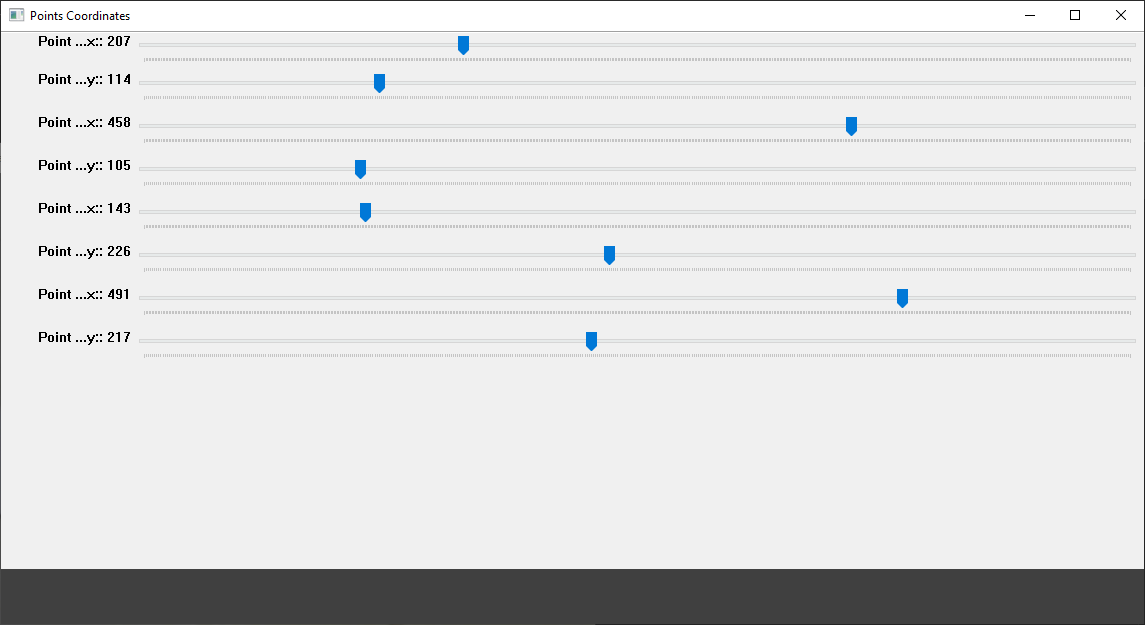 Points Coordinates
Point ...x:: 207
Point ...y:: 114
Point ...x:: 458
Point ...y:: 105
Point ...x:: 143
Point ...y:: 226
Point ...x:: 491
Point ...y:: 217